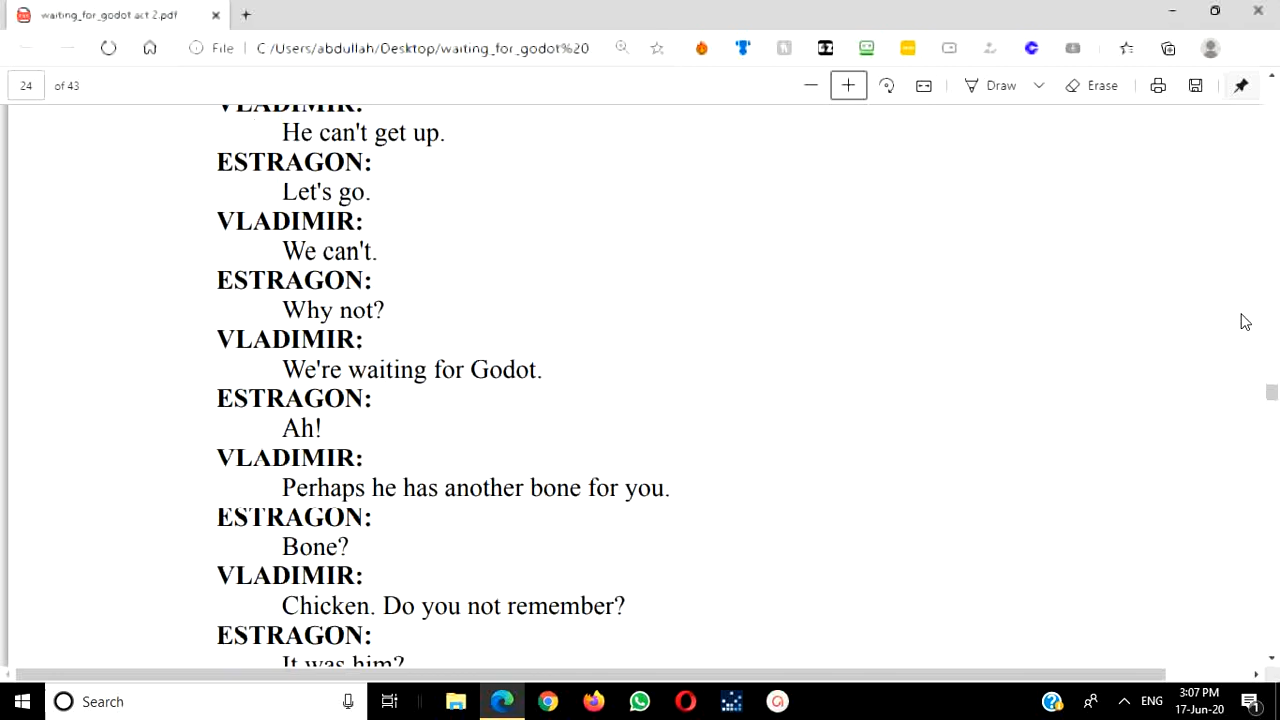 waiting_for_godot act 2.pdf
File C:/Users/abdullah/Desktop/waiting_for_godot%20
24 of 43 Draw Erase
VLADIMIR:
He can't get up.
ESTRAGON:
Let's go.
VLADIMIR:
We can't.
ESTRAGON:
Why not?
VLADIMIR:
We're waiting for Godot.
ESTRAGON:
Ah!
VLADIMIR:
Perhaps he has another bone for you.
ESTRAGON:
Bone?
VLADIMIR:
Chicken. Do you not remember?
ESTRAGON:
It was him?
Search ENG 3:07 PM
17-Jun-20